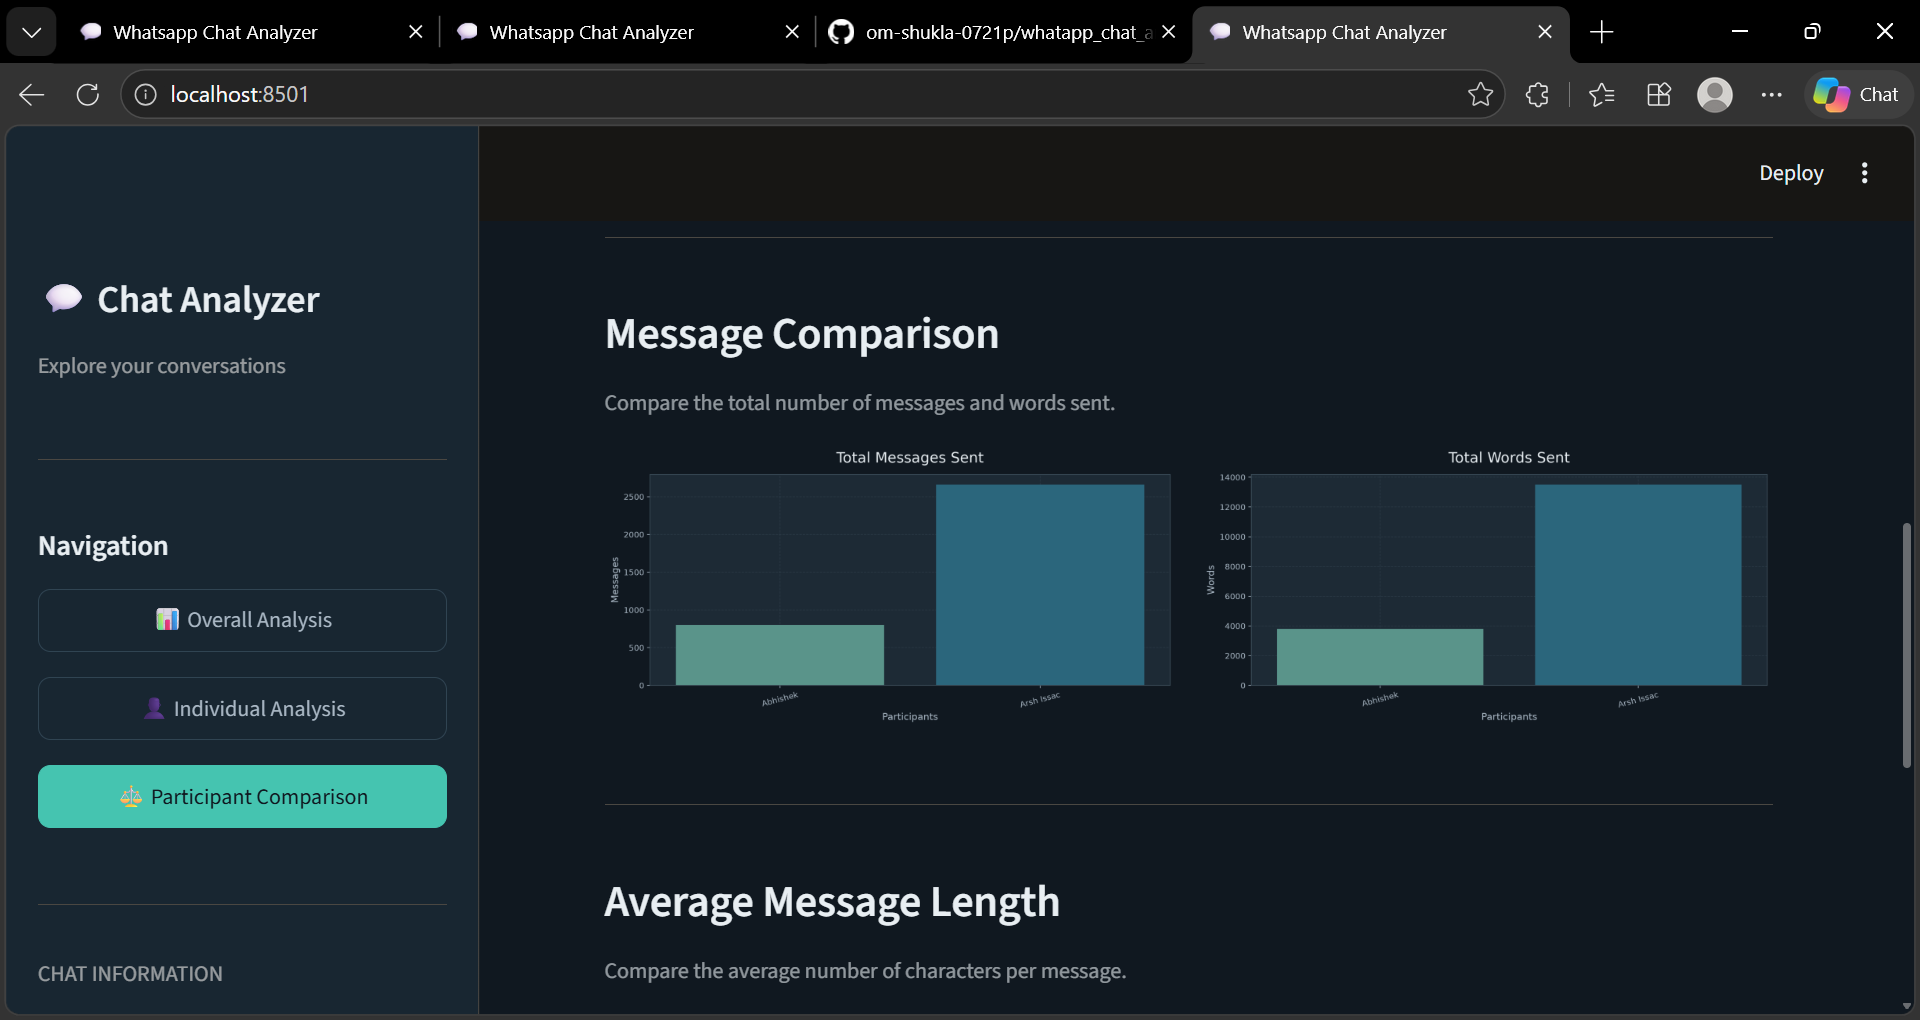 Whatsapp Chat Analyzer
Whatsapp Chat Analyzer
om-shukla-0721p/whatapp_chat_a
Whatsapp Chat Analyzer
localhost:8501
Chat
Deploy
Chat Analyzer
Explore your conversations
Navigation
Overall Analysis
Individual Analysis
Participant Comparison
CHAT INFORMATION
Message Comparison
Compare the total number of messages and words sent.
Total Messages Sent
Messages
2500
2000
1500
1000
500
0
Abhishek
Arsh Issac
Participants
Total Words Sent
Words
14000
12000
10000
8000
6000
4000
2000
0
Abhishek
Arsh Issac
Participants
Average Message Length
Compare the average number of characters per message.